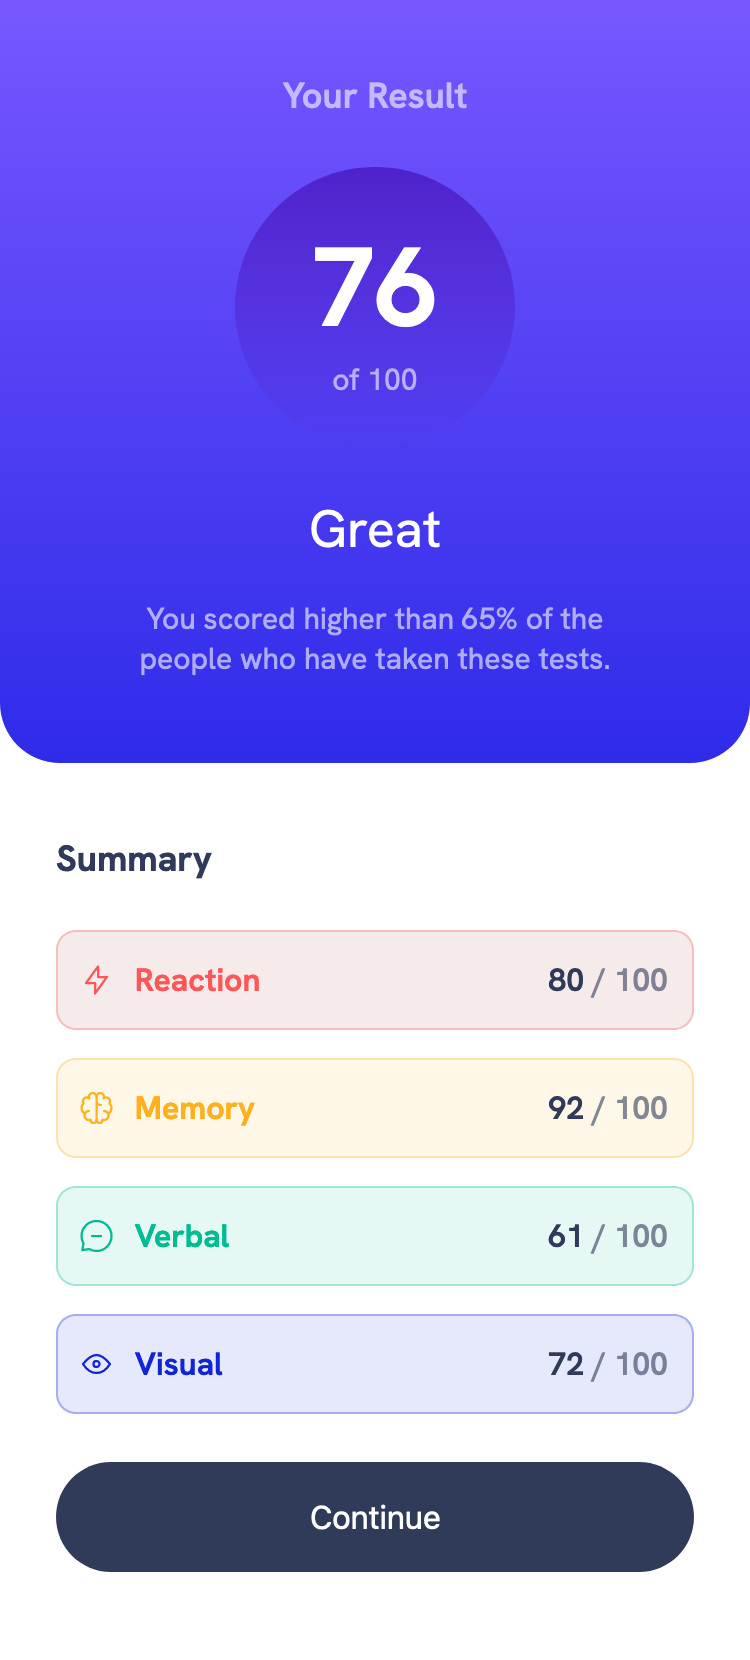 Your Result
76
of 100
Great
You scored higher than 65% of the
people who have taken these tests.
Summary
Reaction 80 / 100
Memory 92 / 100
Verbal 61 / 100
Visual 72 / 100
Continue